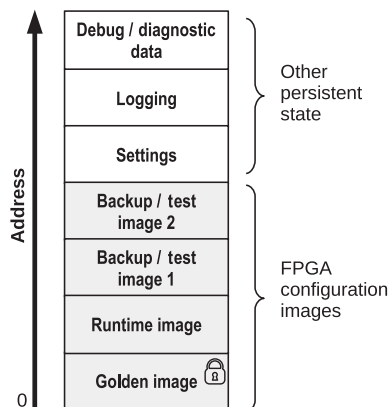 Debug / diagnostic
data
Logging
Settings
Backup / test
image 2
Backup / test
image 1
Runtime image
Golden image
Other
persistent
state
FPGA
configuration
images
Address
0